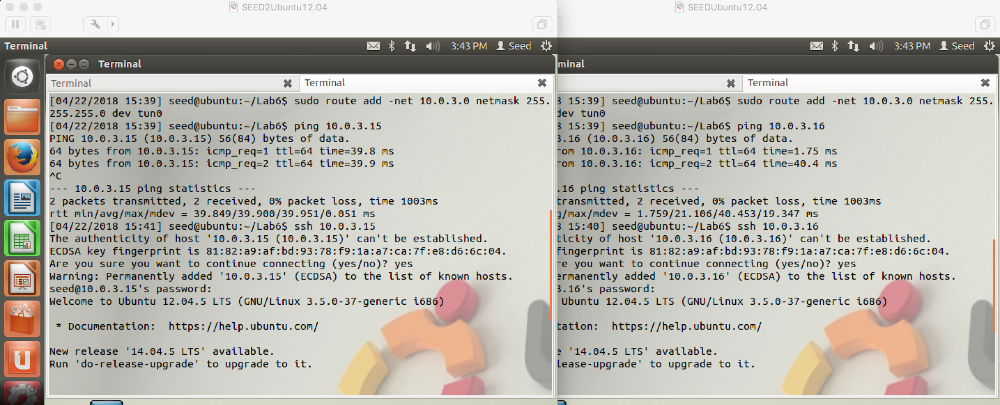 SEED2Ubuntu12.04
Terminal
3:43 PM
Seed
Terminal
Terminal
Terminal
[04/22/2018 15:39] seed@ubuntu:~/Lab6$ sudo route add -net 10.0.3.0 netmask 255.
255.255.0 dev tun0
[04/22/2018 15:39] seed@ubuntu:~/Lab6$ ping 10.0.3.15
PING 10.0.3.15 (10.0.3.15) 56(84) bytes of data.
64 bytes from 10.0.3.15: icmp_req=1 ttl=64 time=39.8 ms
64 bytes from 10.0.3.15: icmp_req=2 ttl=64 time=39.9 ms
^C
--- 10.0.3.15 ping statistics ---
2 packets transmitted, 2 received, 0% packet loss, time 1003ms
rtt min/avg/max/mdev = 39.849/39.900/39.951/0.051 ms
[04/22/2018 15:41] seed@ubuntu:~/Lab6$ ssh 10.0.3.15
The authenticity of host '10.0.3.15 (10.0.3.15)' can't be established.
ECDSA key fingerprint is 81:82:a9:af:bd:93:78:f9:1a:a7:ca:7f:e8:d6:6c:04.
Are you sure you want to continue connecting (yes/no)? yes
Warning: Permanently added '10.0.3.15' (ECDSA) to the list of known hosts.
seed@10.0.3.15's password:
Welcome to Ubuntu 12.04.5 LTS (GNU/Linux 3.5.0-37-generic i686)
* Documentation:  https://help.ubuntu.com/
New release '14.04.5 LTS' available.
Run 'do-release-upgrade' to upgrade to it.
SEEDUbuntu12.04
3:43 PM
Seed
minal
Terminal
8 15:39] seed@ubuntu:~/Lab6$ sudo route add -net 10.0.3.0 netmask 255.
dev tun0
8 15:39] seed@ubuntu:~/Lab6$ ping 10.0.3.16
3.16 (10.0.3.16) 56(84) bytes of data.
rom 10.0.3.16: icmp_req=1 ttl=64 time=1.75 ms
rom 10.0.3.16: icmp_req=2 ttl=64 time=40.4 ms
.16 ping statistics ---
transmitted, 2 received, 0% packet loss, time 1003ms
g/max/mdev = 1.759/21.106/40.453/19.347 ms
8 15:40] seed@ubuntu:~/Lab6$ ssh 10.0.3.16
ticity of host '10.0.3.16 (10.0.3.16)' can't be established.
fingerprint is 81:82:a9:af:bd:93:78:f9:1a:a7:ca:7f:e8:d6:6c:04.
re you want to continue connecting (yes/no)? yes
ermanently added '10.0.3.16' (ECDSA) to the list of known hosts.
3.16's password:
Ubuntu 12.04.5 LTS (GNU/Linux 3.5.0-37-generic i686)
tation:  https://help.ubuntu.com/
e '14.04.5 LTS' available.
lease-upgrade' to upgrade to it.